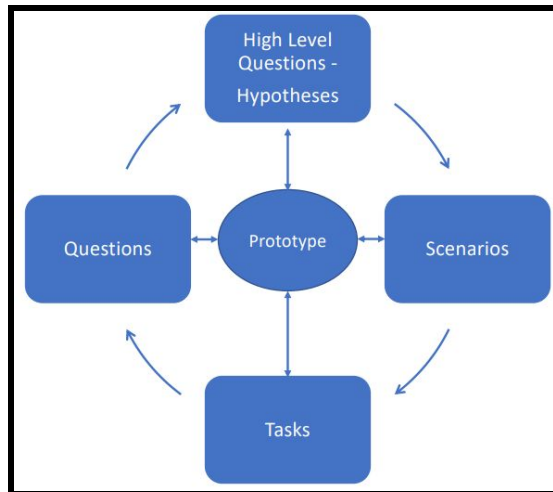 High Level
Questions -
Hypotheses
Questions
Prototype
Scenarios
Tasks